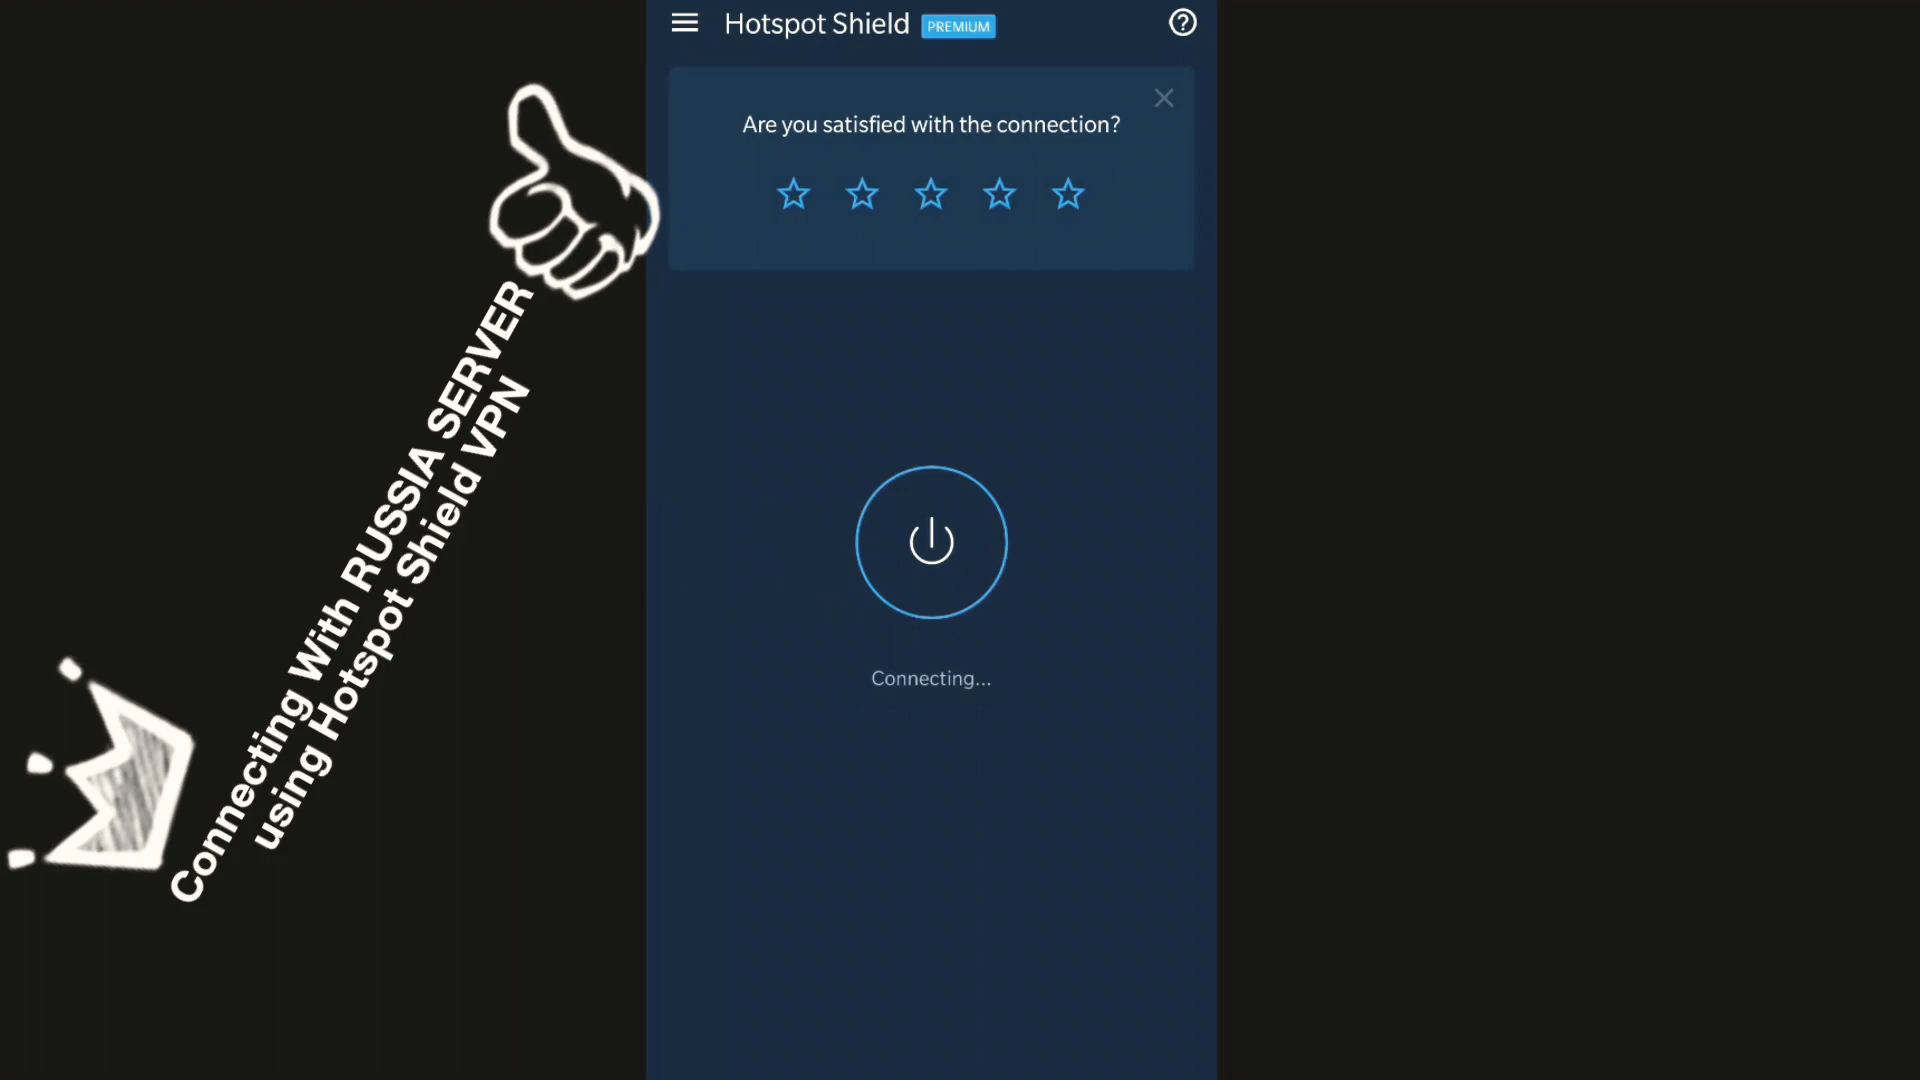 Hotspot Shield PREMIUM
Are you satisfied with the connection?
Connecting...
Connecting With RUSSIA SERVER
using Hotspot Shield VPN